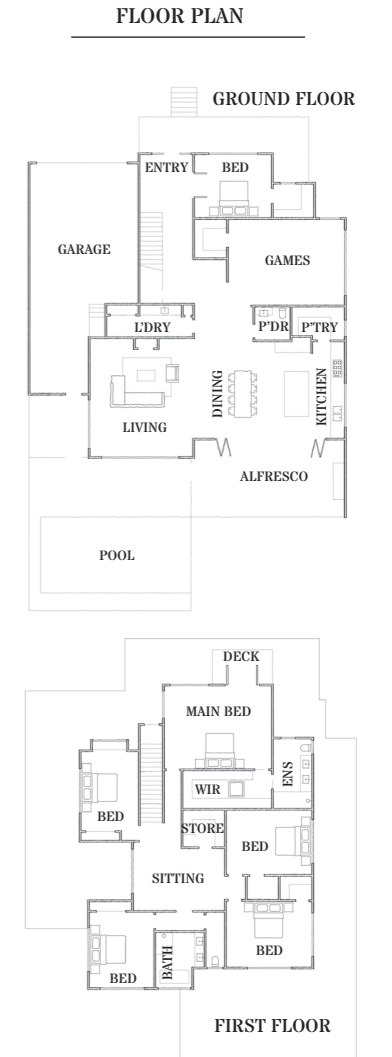 FLOOR PLAN
GROUND FLOOR
ENTRY
BED
GARAGE
GAMES
L'DRY
P'DR
P'TRY
LIVING
DINING
KITCHEN
ALFRESCO
POOL
DECK
MAIN BED
WIR
ENS
BED
STORE
BED
SITTING
BED
BATH
BED
FIRST FLOOR